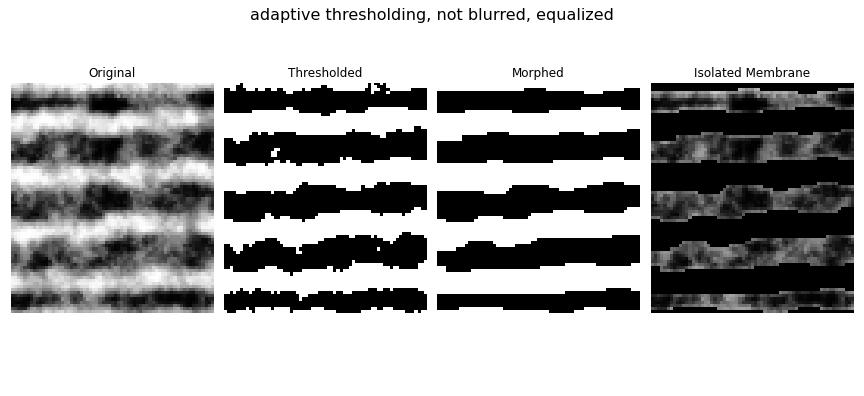 adaptive thresholding, not blurred, equalized
Original
Thresholded
Morphed
Isolated Membrane